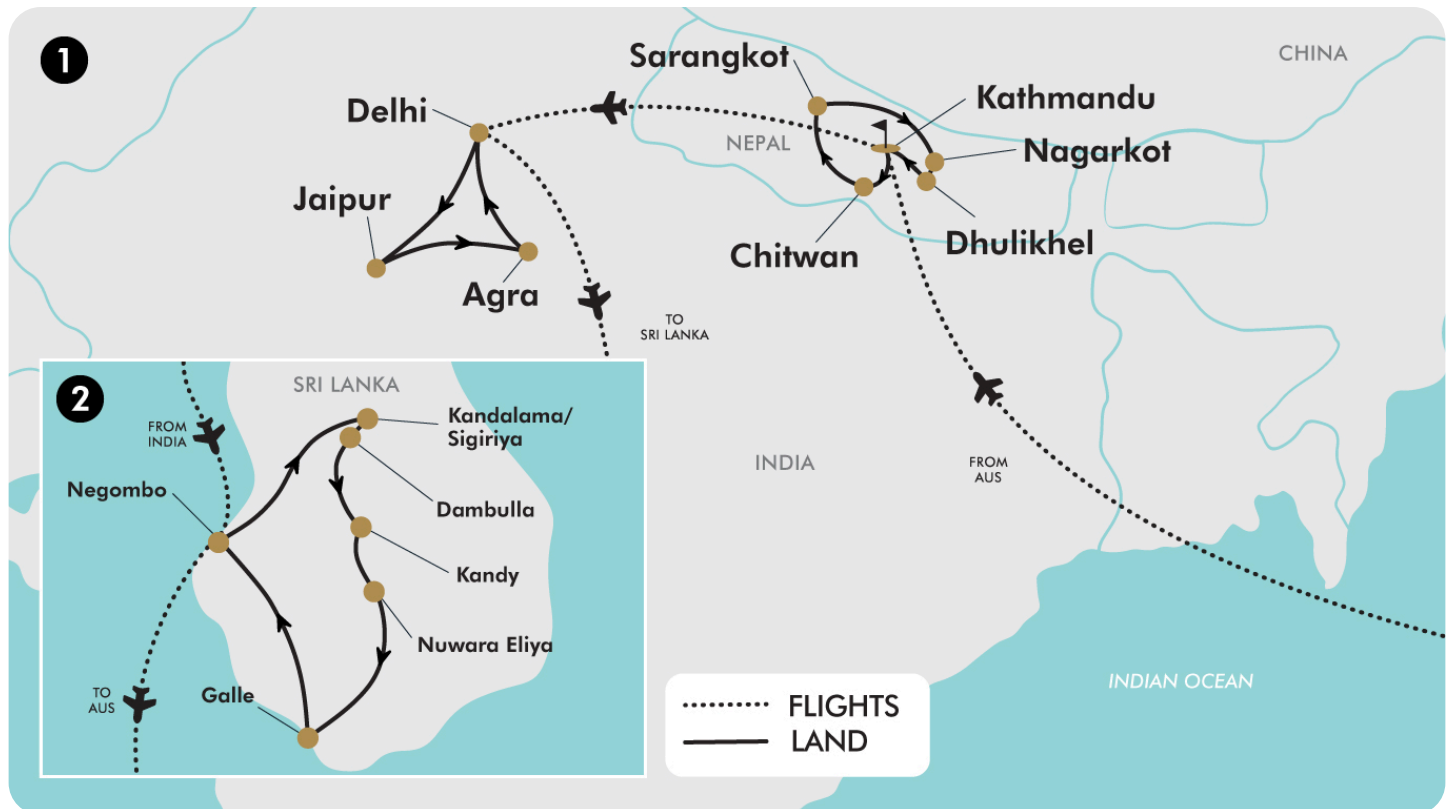 1
Sarangkot
CHINA
Delhi
Kathmandu
NEPAL
Nagarkot
Jaipur
Chitwan
Dhulikhel
Agra
TO
SRI LANKA
INDIA
FROM
AUS
INDIAN OCEAN
2
SRI LANKA
FROM
INDIA
Kandalama/
Sigiriya
Negombo
Dambulla
Kandy
Nuwara Eliya
Galle
TO
AUS
FLIGHTS
LAND